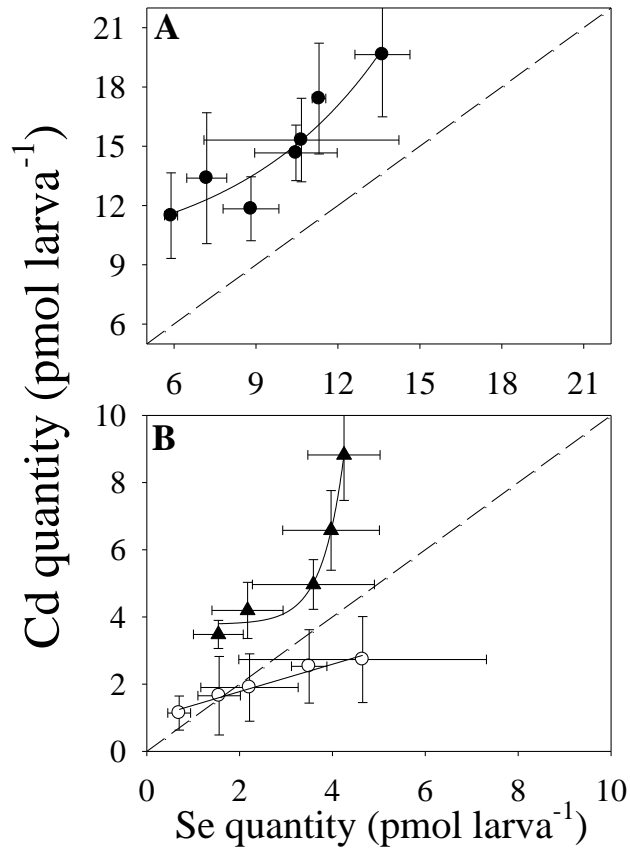 Cd quantity (pmol larva-1)
A
21
18
15
12
9
6
6 9 12 15 18 21
B
10
8
6
4
2
0
0 2 4 6 8 10
Se quantity (pmol larva-1)